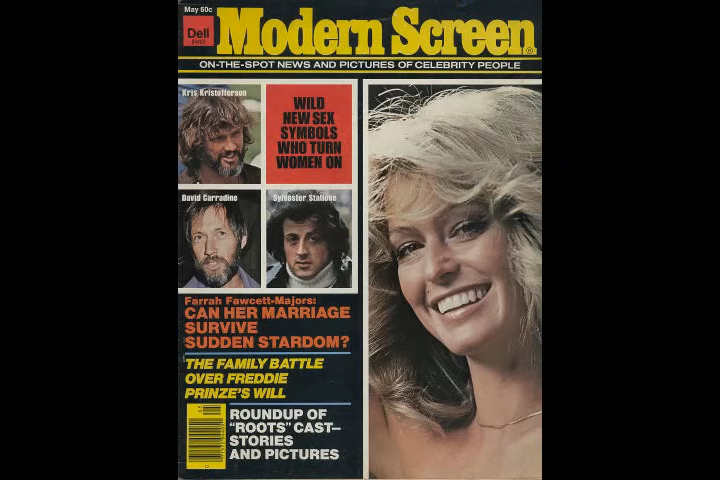 May 60c
Dell
Modern Screen
ON-THE-SPOT NEWS AND PICTURES OF CELEBRITY PEOPLE
Kris Kristofferson
WILD
NEW SEX
SYMBOLS
WHO TURN
WOMEN ON
David Carradine
Sylvester Stallone
Farrah Fawcett-Majors:
CAN HER MARRIAGE
SURVIVE
SUDDEN STARDOM?
THE FAMILY BATTLE
OVER FREDDIE
PRINZE'S WILL
ROUNDUP OF
"ROOTS" CAST—
STORIES
AND PICTURES